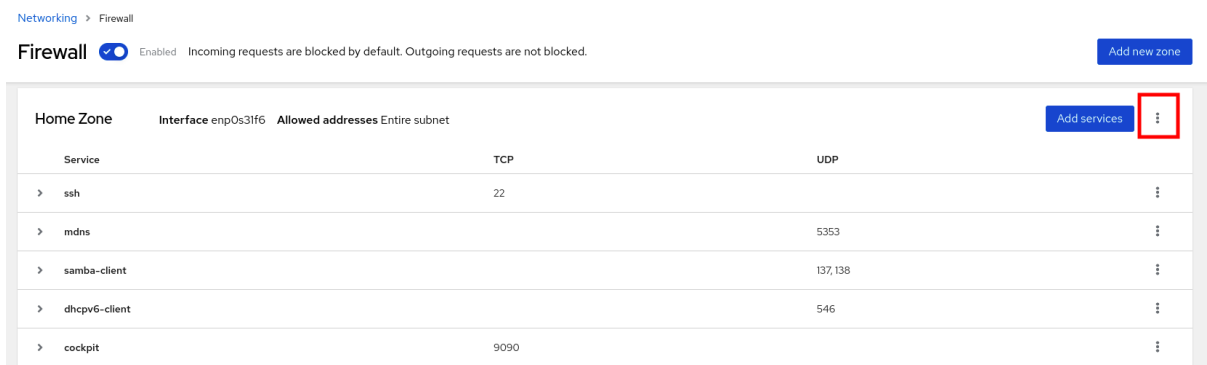 Networking > Firewall
Firewall Enabled Incoming requests are blocked by default. Outgoing requests are not blocked. Add new zone
Home Zone Interface enp0s31f6 Allowed addresses Entire subnet Add services
Service TCP UDP
ssh 22
mdns 5353
samba-client 137, 138
dhcpv6-client 546
cockpit 9090